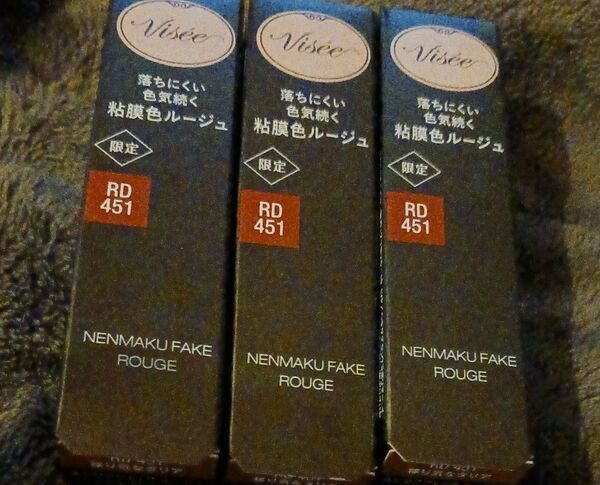 Visée
落ちにくい
色気続く
粘膜色ルージュ
限定
RD
451
NENMAKU FAKE
ROUGE
Visée
落ちにくい
色気続く
粘膜色ルージュ
限定
RD
451
NENMAKU FAKE
ROUGE
Visée
落ちにくい
色気続く
粘膜色ルージュ
限定
RD
451
NENMAKU FAKE
ROUGE